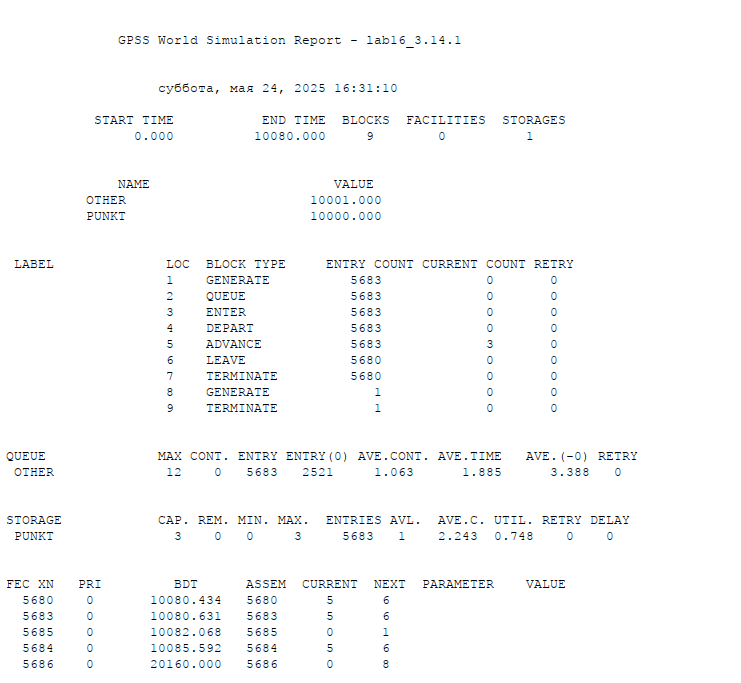 GPSS World Simulation Report - lab16_3.14.1
суббота, мая 24, 2025 16:31:10
START TIME END TIME BLOCKS FACILITIES STORAGES
0.000 10080.000 9 0 1
NAME VALUE
OTHER 10001.000
PUNKT 10000.000
LABEL LOC BLOCK TYPE ENTRY COUNT CURRENT COUNT RETRY
1 GENERATE 5683 0 0
2 QUEUE 5683 0 0
3 ENTER 5683 0 0
4 DEPART 5683 0 0
5 ADVANCE 5683 3 0
6 LEAVE 5680 0 0
7 TERMINATE 5680 0 0
8 GENERATE 1 0 0
9 TERMINATE 1 0 0
QUEUE MAX CONT. ENTRY ENTRY(0) AVE.CONT. AVE.TIME AVE.(-0) RETRY
OTHER 12 0 5683 2521 1.063 1.885 3.388 0
STORAGE CAP. REM. MIN. MAX. ENTRIES AVL. AVE.C. UTIL. RETRY DELAY
PUNKT 3 0 0 3 5683 1 2.243 0.748 0 0
FEC XN PRI BDT ASSEM CURRENT NEXT PARAMETER VALUE
5680 0 10080.434 5680 5 6
5683 0 10080.631 5683 5 6
5685 0 10082.068 5685 0 1
5684 0 10085.592 5684 5 6
5686 0 20160.000 5686 0 8